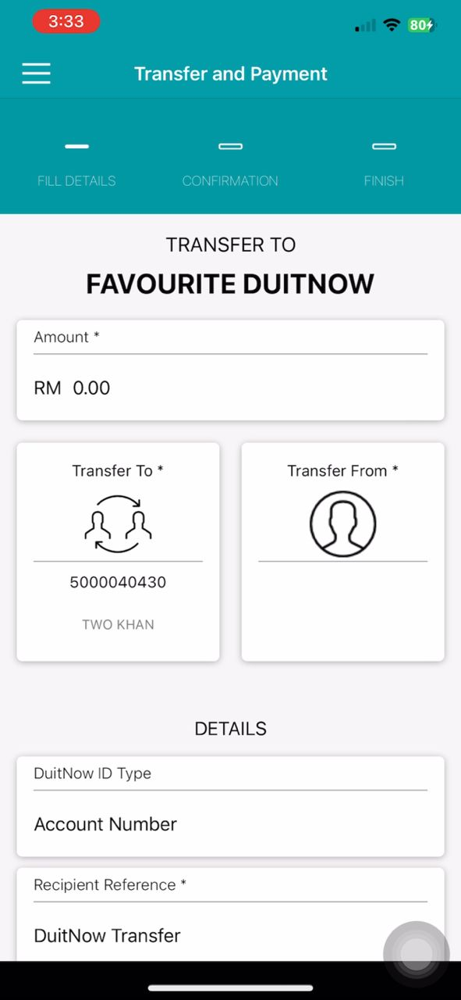 3:33
80
Transfer and Payment
FILL DETAILS
CONFIRMATION
FINISH
TRANSFER TO
FAVOURITE DUITNOW
Amount *
RM 0.00
Transfer To *
5000040430
TWO KHAN
Transfer From *
DETAILS
DuitNow ID Type
Account Number
Recipient Reference *
DuitNow Transfer